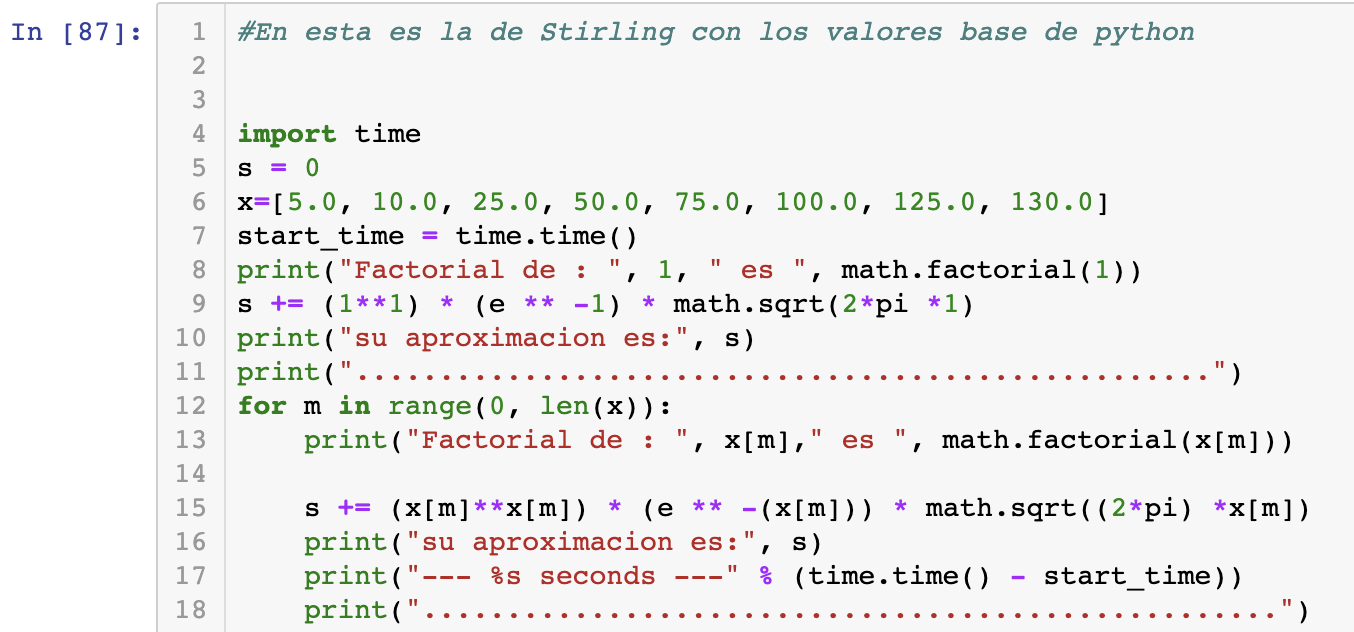 In [87]:
1 #En esta es la de Stirling con los valores base de python
2
3
4 import time
5 s = 0
6 x=[5.0, 10.0, 25.0, 50.0, 75.0, 100.0, 125.0, 130.0]
7 start_time = time.time()
8 print("Factorial de : ", 1, " es ", math.factorial(1))
9 s += (1**1) * (e ** -1) * math.sqrt(2*pi *1)
10 print("su aproximacion es:", s)
11 print("...................................................")
12 for m in range(0, len(x)):
13     print("Factorial de : ", x[m]," es ", math.factorial(x[m]))
14
15     s += (x[m]**x[m]) * (e ** -(x[m])) * math.sqrt((2*pi) *x[m])
16     print("su aproximacion es:", s)
17     print("--- %s seconds ---" % (time.time() - start_time))
18     print("...................................................")